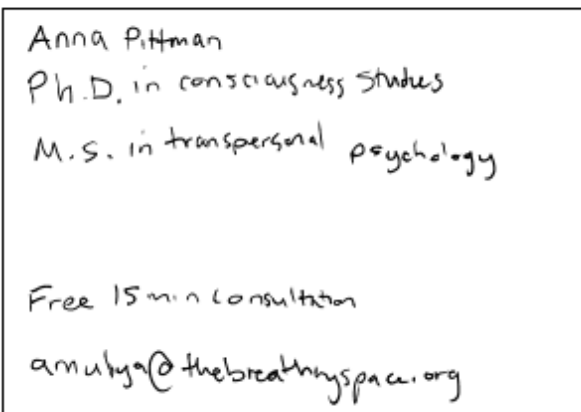 Anna Pittman
Ph.D. in consciousness studies
M.S. in transpersonal psychology
Free 15 min consultation
amulya@thebreathingspace.org